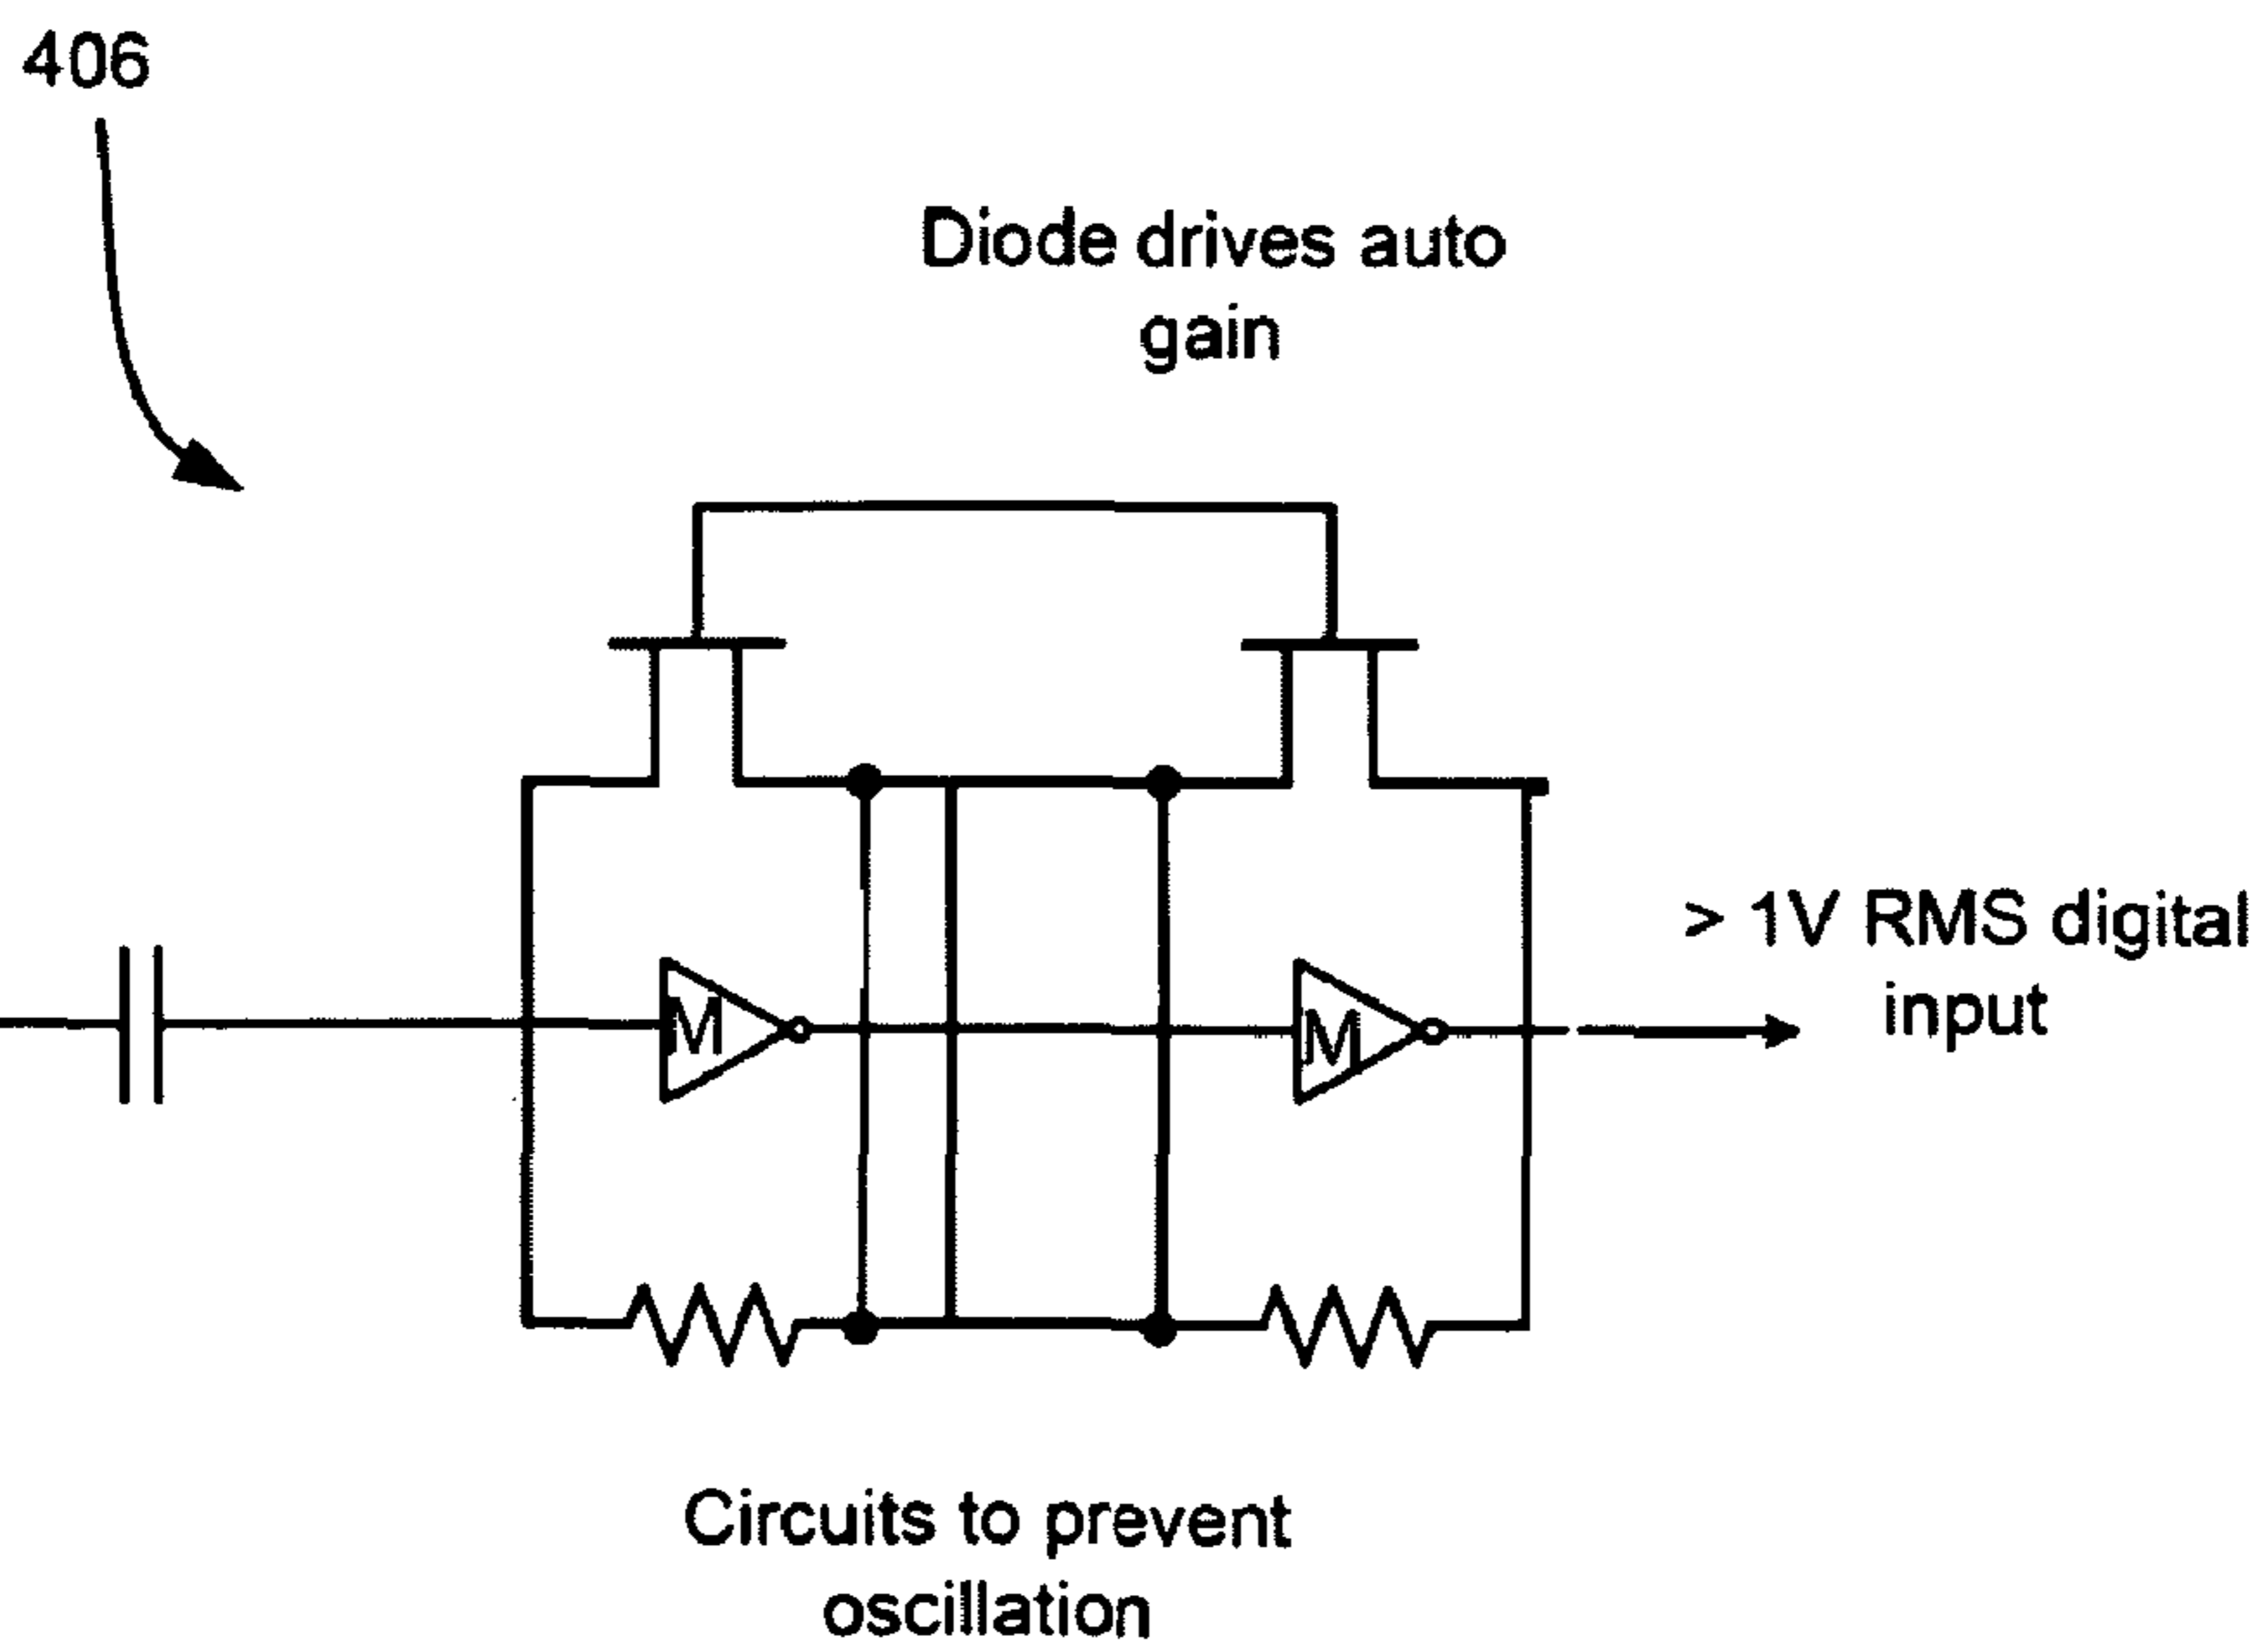 406
Diode drives auto
gain
M
M
> 1V RMS digital
input
Circuits to prevent
oscillation